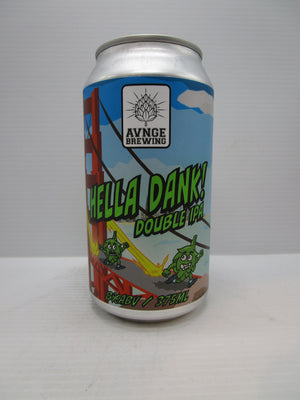 AVNGE
BREWING
HELLA DANK!
DOUBLE IPA
375ML